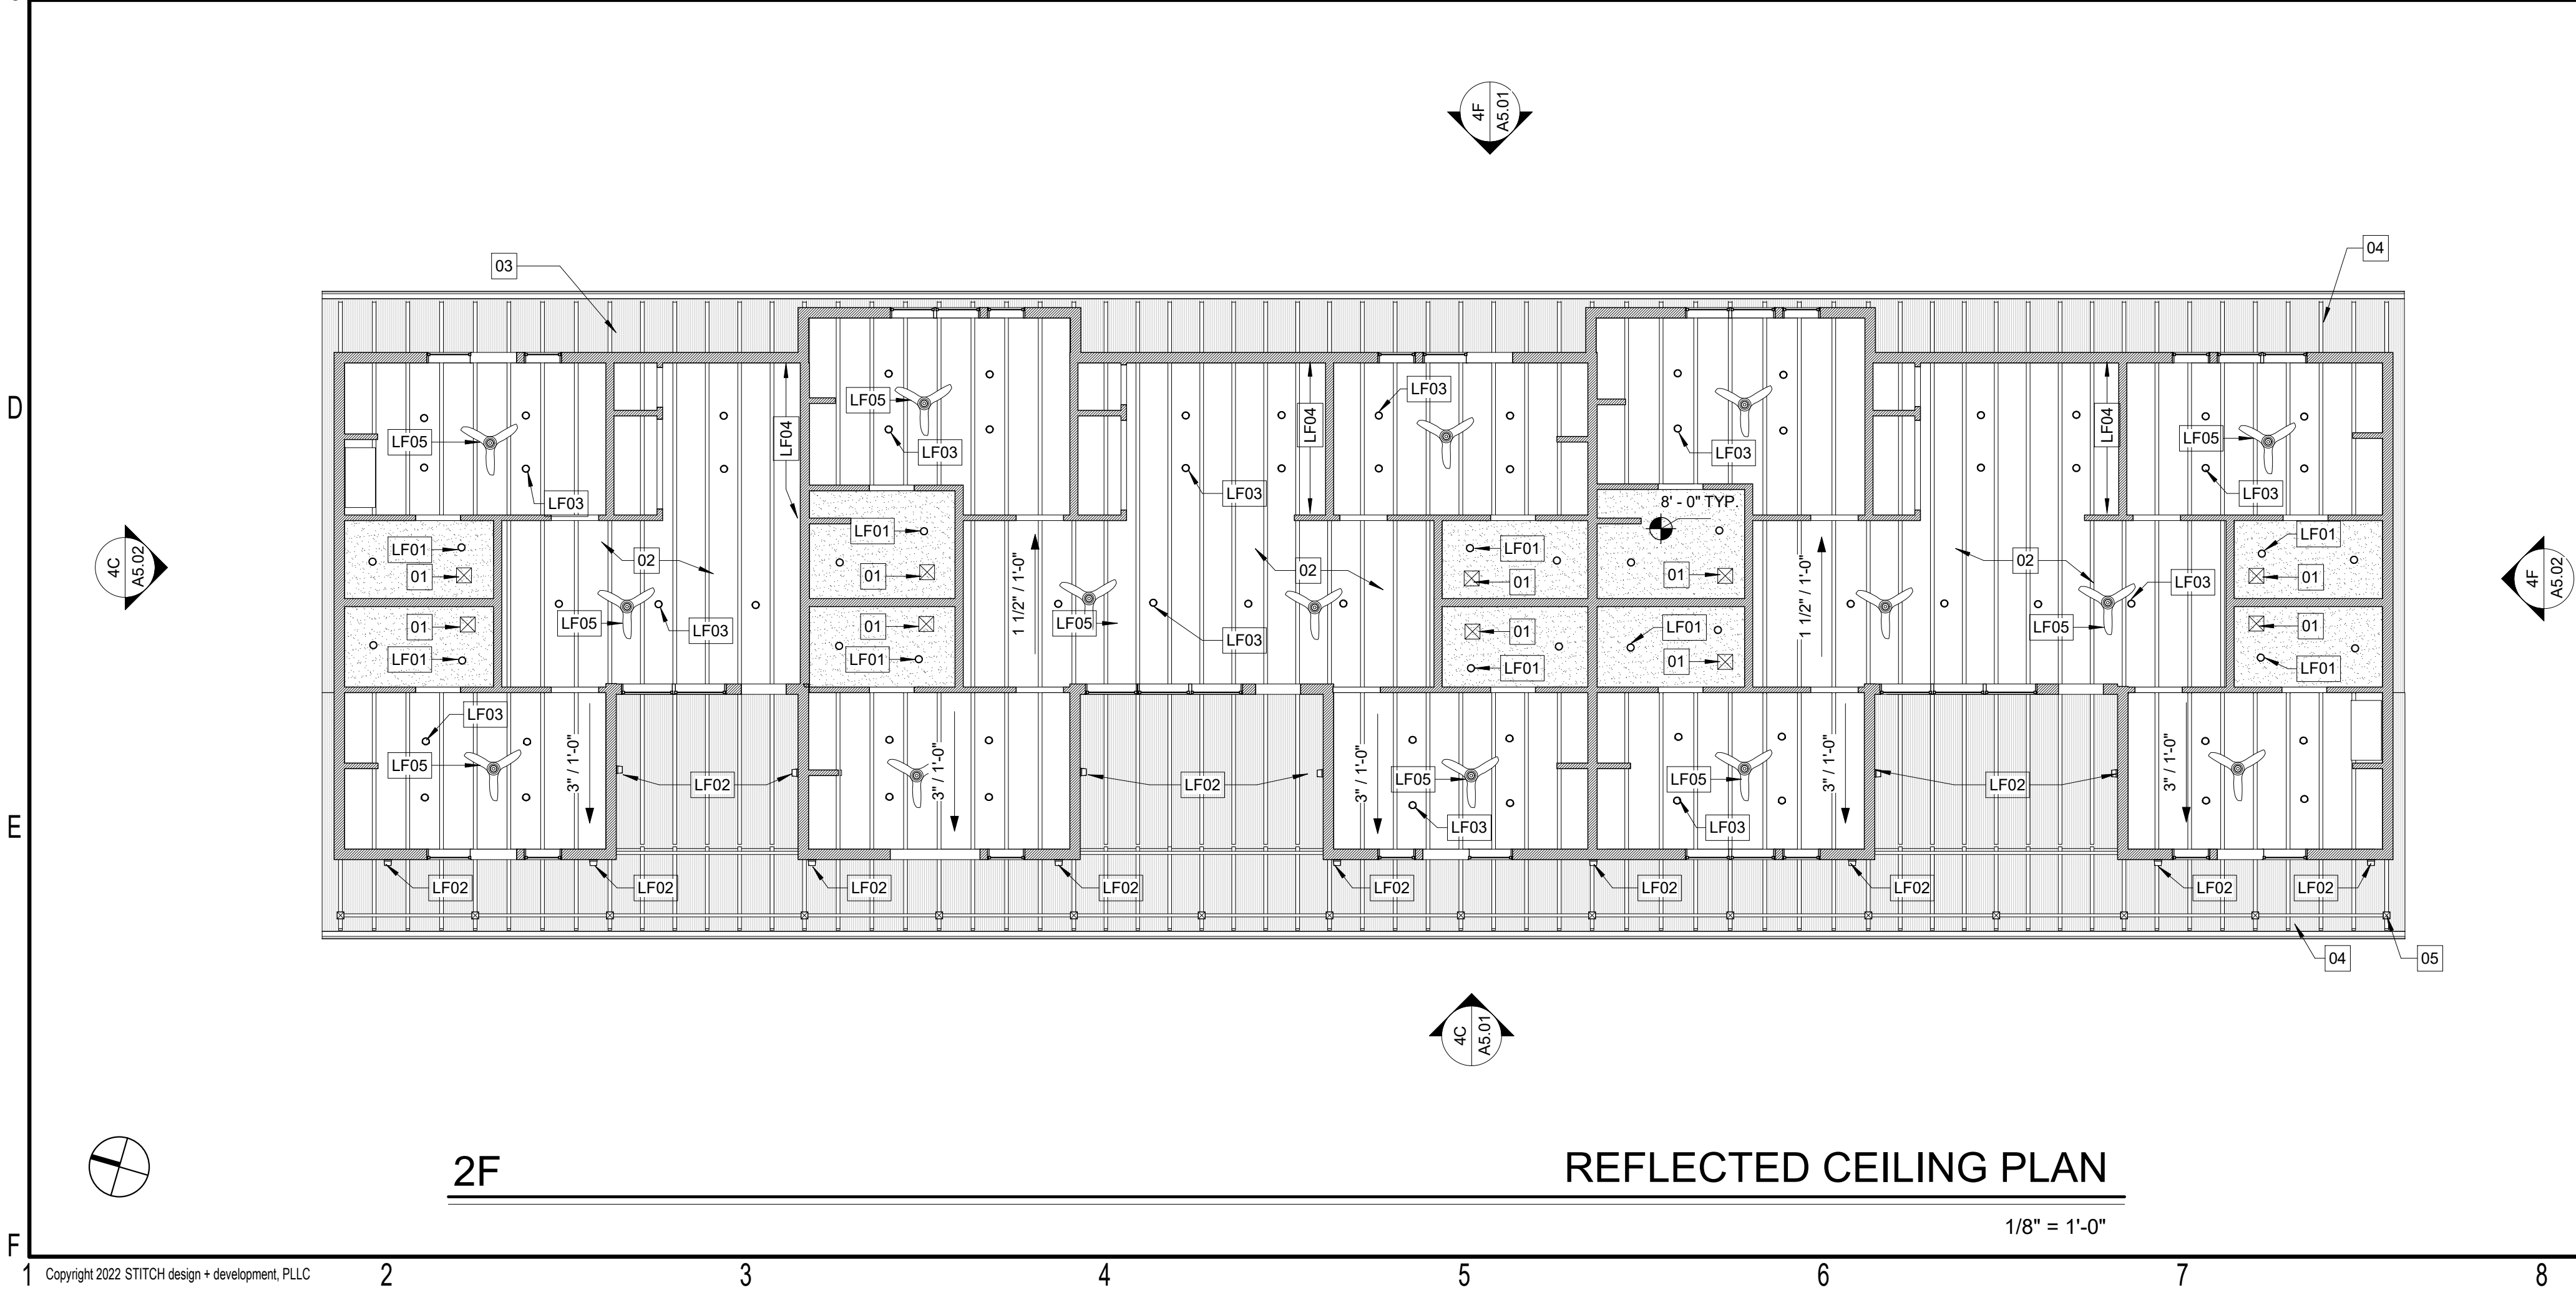 4F
A5.01
03
04
D
LF05
LF03
LF04
LF05
LF03
LF03
LF04
LF03
LF03
LF04
LF05
LF03
8' - 0" TYP.
4C
A5.02
LF01
01
02
LF01
01
1 1/2" / 1'-0"
02
LF01
01
01
1 1/2" / 1'-0"
02
LF03
LF01
01
4F
A5.02
01
LF01
LF05
LF03
01
LF01
LF05
LF03
01
LF01
LF01
01
LF05
01
LF01
LF03
LF05
3" / 1'-0"
LF02
3" / 1'-0"
LF02
3" / 1'-0"
LF05
LF03
LF05
LF03
3" / 1'-0"
LF02
3" / 1'-0"
E
LF02
LF02
LF02
LF02
LF02
LF02
LF02
LF02
LF02
04
05
4C
A5.01
2F
REFLECTED CEILING PLAN
1/8" = 1'-0"
F
1
Copyright 2022 STITCH design + development, PLLC
2
3
4
5
6
7
8